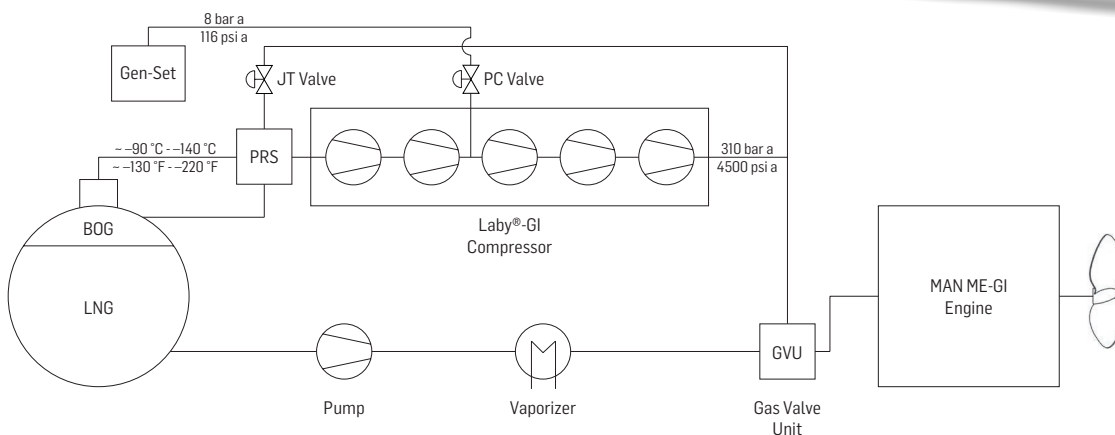 8 bar a
116 psi a
Gen-Set
JT Valve
PC Valve
~ –90 °C - –140 °C
~ –130 °F - –220 °F
PRS
310 bar a
4500 psi a
Laby®-GI
Compressor
BOG
LNG
MAN ME-GI
Engine
GVU
Pump
Vaporizer
Gas Valve
Unit